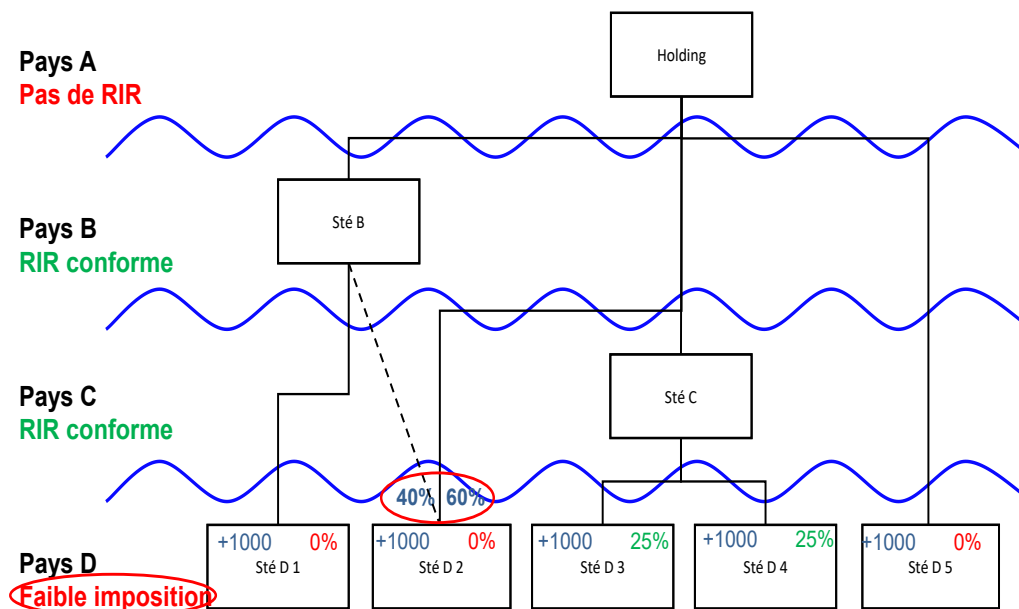 Pays A
Pas de RIR
Holding
Pays B
RIR conforme
Sté B
Pays C
RIR conforme
Sté C
40% 60%
Pays D
Faible imposition
+1000 0%
Sté D 1
+1000 0%
Sté D 2
+1000 25%
Sté D 3
+1000 25%
Sté D 4
+1000 0%
Sté D 5